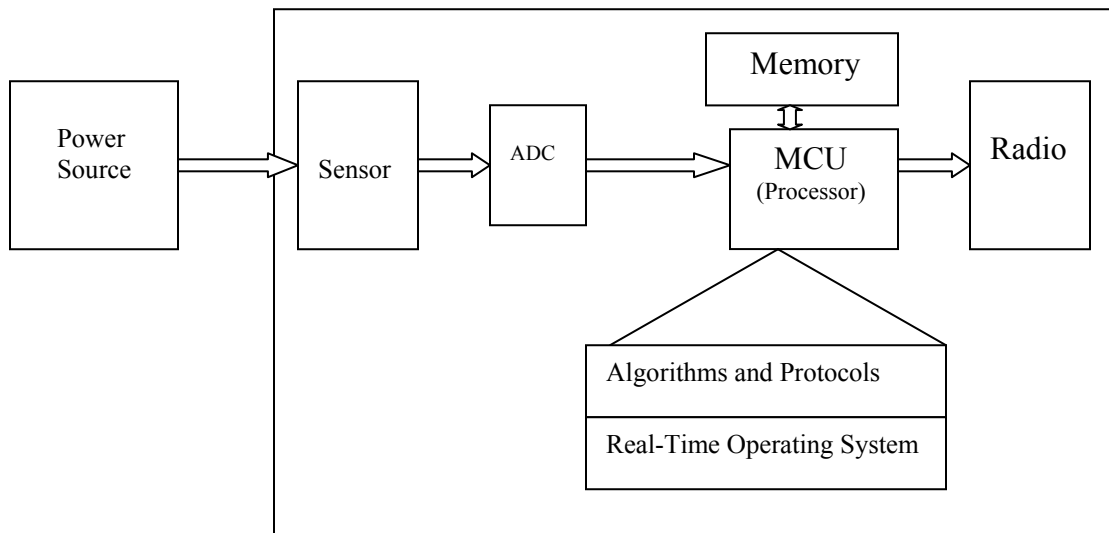 Power
Source
Sensor
ADC
Memory
MCU
(Processor)
Radio
Algorithms and Protocols
Real-Time Operating System